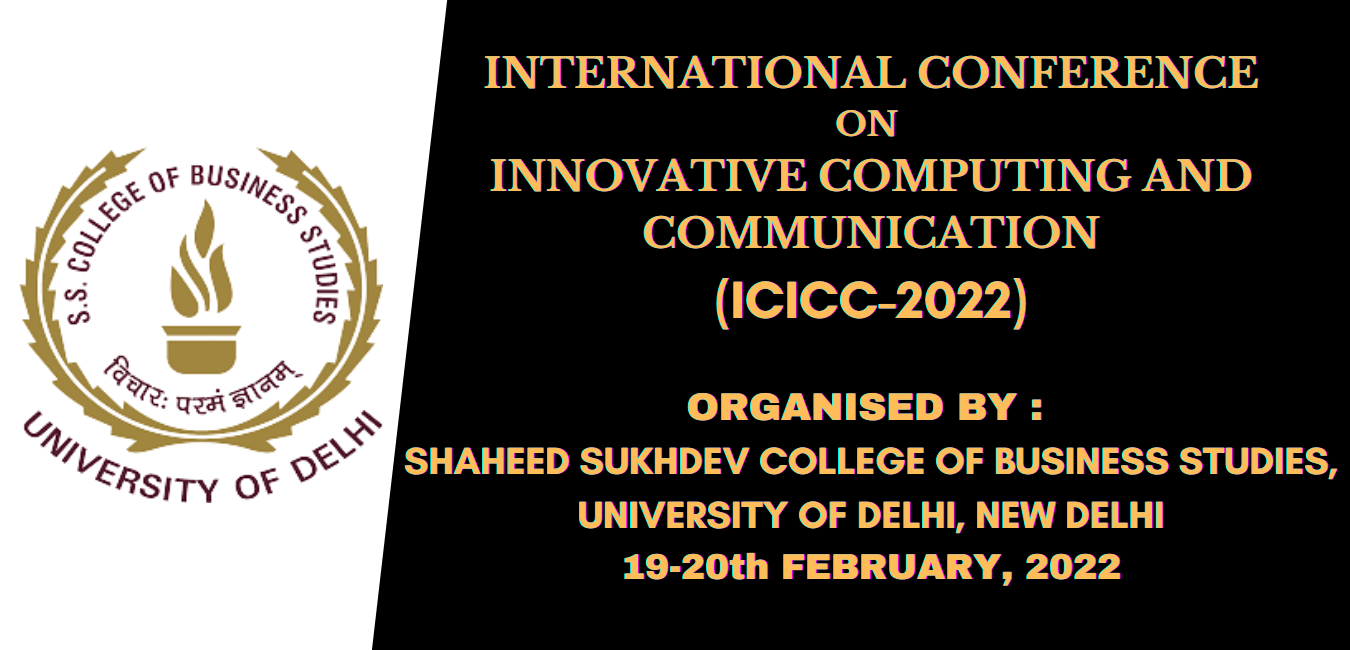 S.S. COLLEGE OF BUSINESS STUDIES
विचारः परमं ज्ञानम्
UNIVERSITY OF DELHI
INTERNATIONAL CONFERENCE
ON
INNOVATIVE COMPUTING AND
COMMUNICATION
(ICICC-2022)
ORGANISED BY :
SHAHEED SUKHDEV COLLEGE OF BUSINESS STUDIES,
UNIVERSITY OF DELHI, NEW DELHI
19-20th FEBRUARY, 2022